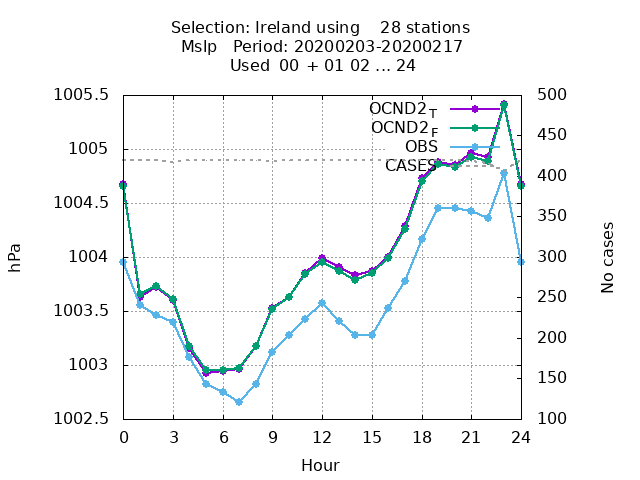 Selection: Ireland using 28 stations
Mslp Period: 20200203-20200217
Used 00 + 01 02 ... 24
1005.5
1005
1004.5
1004
1003.5
1003
1002.5
500
450
400
350
300
250
200
150
100
OCND2 T
OCND2 F
OBS
CASES
hPa
No cases
0 3 6 9 12 15 18 21 24
Hour